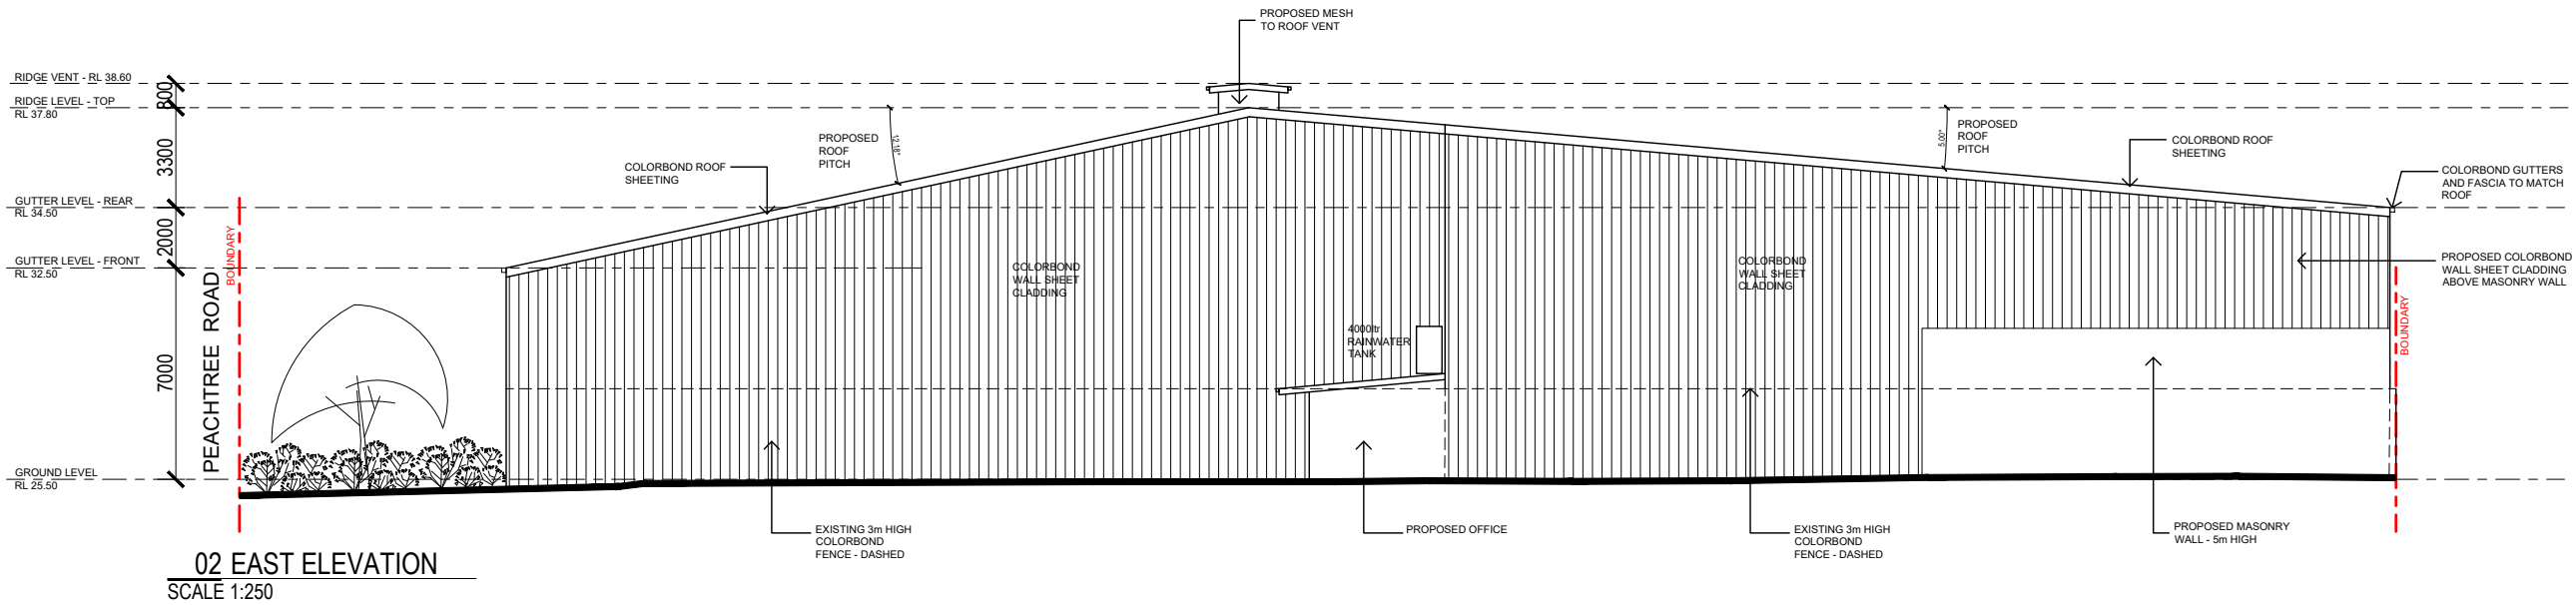 PROPOSED MESH
TO ROOF VENT
RIDGE VENT - RL 38.60
800
RIDGE LEVEL - TOP
RL 37.80
3300
PROPOSED
ROOF
PITCH
12.18°
COLORBOND ROOF
SHEETING
PROPOSED
ROOF
PITCH
5.00°
COLORBOND ROOF
SHEETING
COLORBOND GUTTERS
AND FASCIA TO MATCH
ROOF
GUTTER LEVEL - REAR
RL 34.50
2000
GUTTER LEVEL - FRONT
RL 32.50
BOUNDARY
PEACHTREE ROAD
7000
COLORBOND
WALL SHEET
CLADDING
COLORBOND
WALL SHEET
CLADDING
PROPOSED COLORBOND
WALL SHEET CLADDING
ABOVE MASONRY WALL
4000ltr
RAINWATER
TANK
BOUNDARY
GROUND LEVEL
RL 25.50
EXISTING 3m HIGH
COLORBOND
FENCE - DASHED
PROPOSED OFFICE
EXISTING 3m HIGH
COLORBOND
FENCE - DASHED
PROPOSED MASONRY
WALL - 5m HIGH
02 EAST ELEVATION
SCALE 1:250